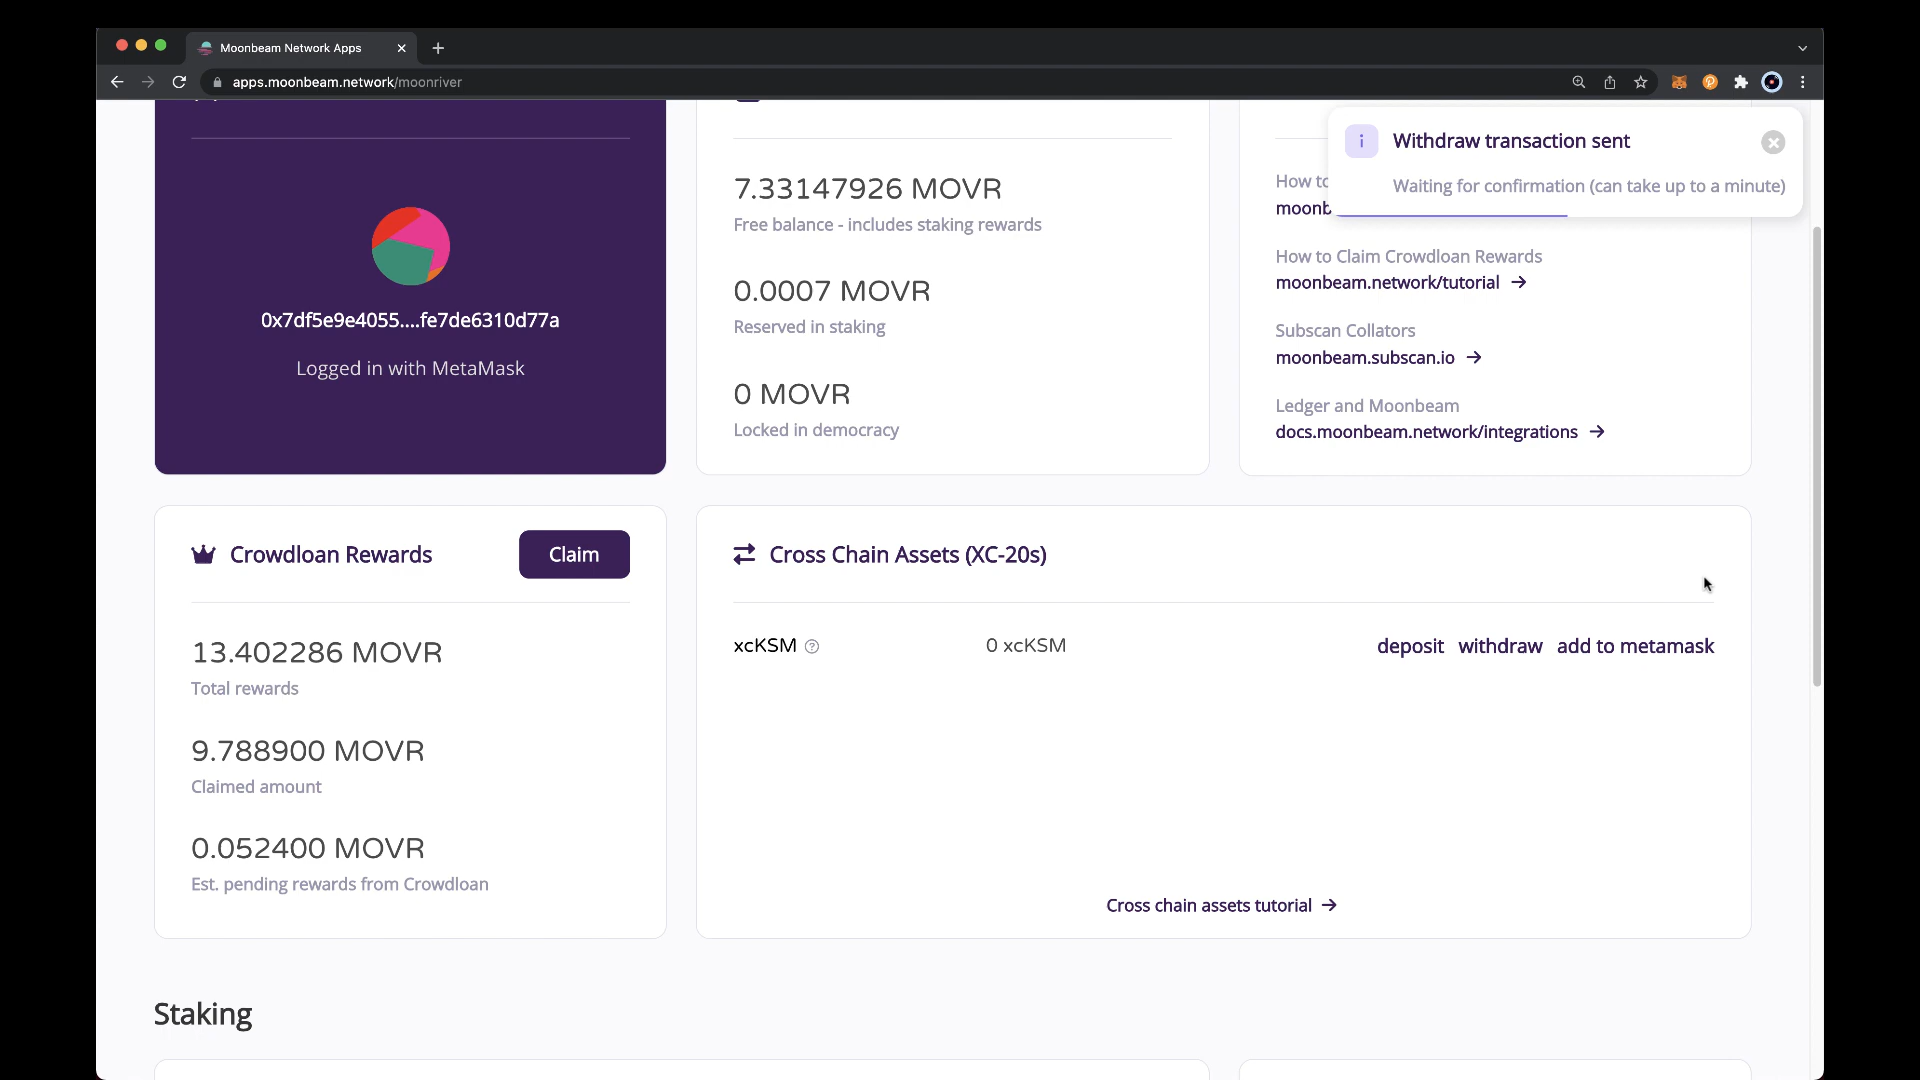 Moonbeam Network Apps
apps.moonbeam.network/moonriver
Withdraw transaction sent
Waiting for confirmation (can take up to a minute)
0x7df5e9e4055....fe7de6310d77a
Logged in with MetaMask
7.33147926 MOVR
Free balance - includes staking rewards
0.0007 MOVR
Reserved in staking
0 MOVR
Locked in democracy
How to
moonb
How to Claim Crowdloan Rewards
moonbeam.network/tutorial →
Subscan Collators
moonbeam.subscan.io →
Ledger and Moonbeam
docs.moonbeam.network/integrations →
Crowdloan Rewards
Claim
13.402286 MOVR
Total rewards
9.788900 MOVR
Claimed amount
0.052400 MOVR
Est. pending rewards from Crowdloan
Cross Chain Assets (XC-20s)
xcKSM 0 xcKSM deposit withdraw add to metamask
Cross chain assets tutorial →
Staking